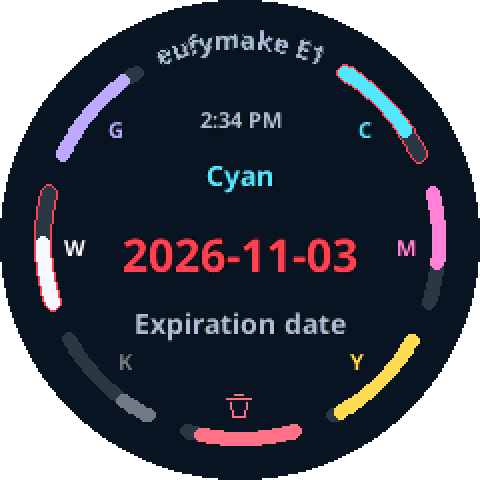 eufymake E1
2:34 PM
G
C
Cyan
W
2026-11-03
M
Expiration date
K
Y